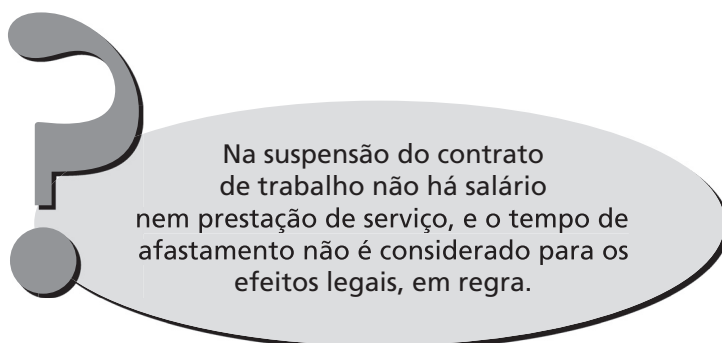 Na suspensão do contrato
de trabalho não há salário
nem prestação de serviço, e o tempo de
afastamento não é considerado para os
efeitos legais, em regra.